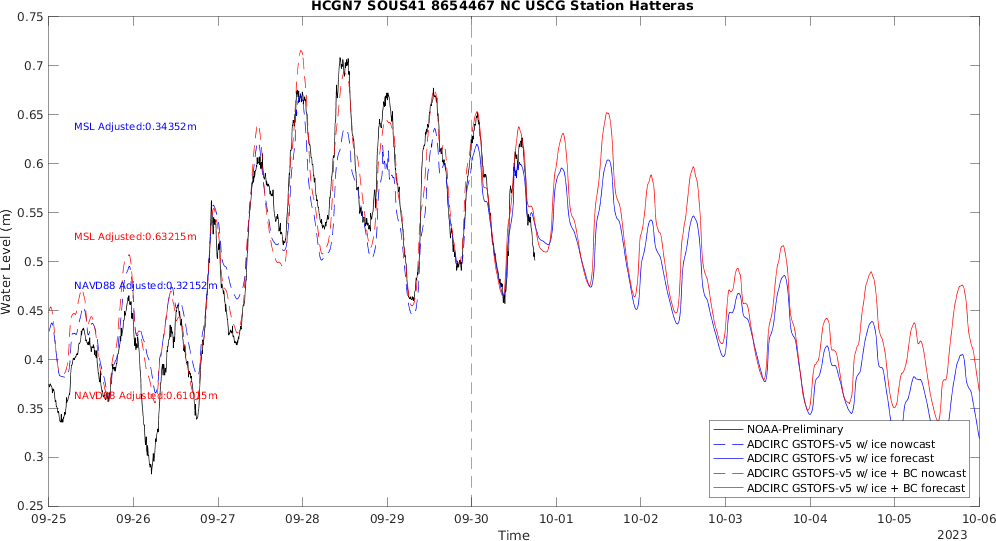 HCGN7 SOUS41 8654467 NC USCG Station Hatteras
0.75
0.7
0.65
0.6
0.55
0.5
0.45
0.4
0.35
0.3
0.25
Water Level (m)
MSL Adjusted:0.34352m
MSL Adjusted:0.63215m
NAVD88 Adjusted:0.32152m
NAVD88 Adjusted:0.61015m
NOAA-Preliminary
ADCIRC GSTOFS-v5 w/ ice nowcast
ADCIRC GSTOFS-v5 w/ ice forecast
ADCIRC GSTOFS-v5 w/ ice + BC nowcast
ADCIRC GSTOFS-v5 w/ ice + BC forecast
09-25 09-26 09-27 09-28 09-29 09-30 10-01 10-02 10-03 10-04 10-05 10-06
Time
2023